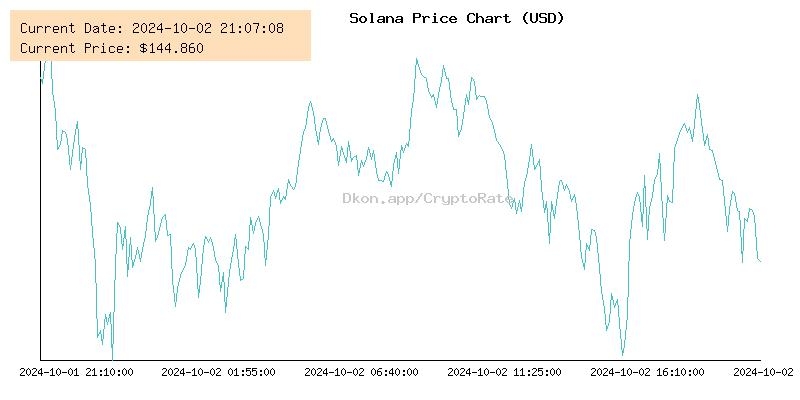 Solana Price Chart (USD)
Current Date: 2024-10-02 21:07:08
Current Price: $144.860
Dkon.app/CryptoRate
2024-10-01 21:10:00 2024-10-02 01:55:00 2024-10-02 06:40:00 2024-10-02 11:25:00 2024-10-02 16:10:00 2024-10-02